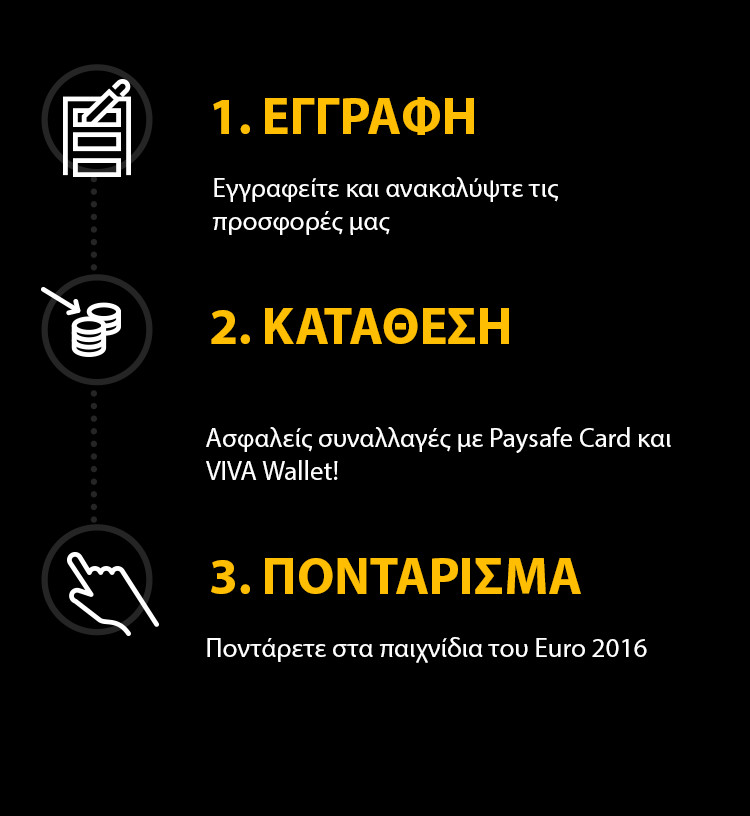 1. ΕΓΓΡΑΦΗ
Εγγραφείτε και ανακαλύψτε τις
προσφορές μας
2. ΚΑΤΑΘΕΣΗ
Ασφαλείς συναλλαγές με Paysafe Card και
VIVA Wallet!
3. ΠΟΝΤΑΡΙΣΜΑ
Ποντάρετε στα παιχνίδια του Euro 2016